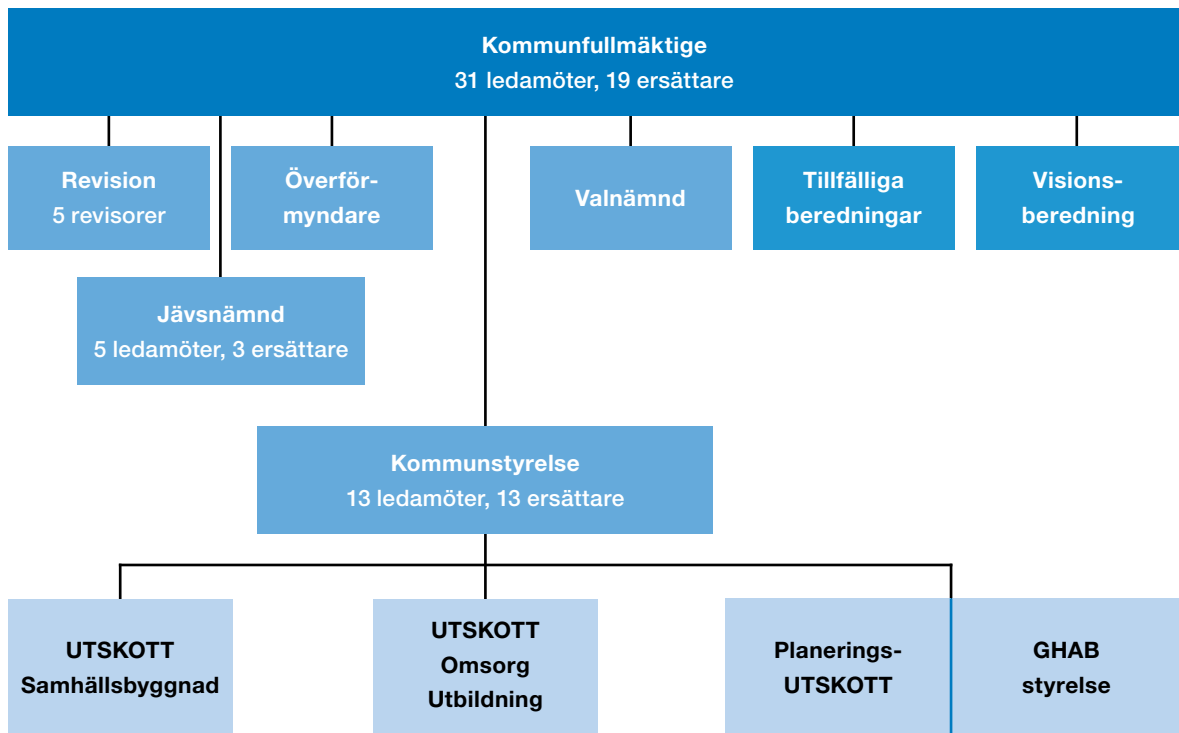 Kommunfullmäktige
31 ledamöter, 19 ersättare
Revision
5 revisorer
Överför-
myndare
Valnämnd
Tillfälliga
beredningar
Visions-
beredning
Jävsnämnd
5 ledamöter, 3 ersättare
Kommunstyrelse
13 ledamöter, 13 ersättare
UTSKOTT
Samhällsbyggnad
UTSKOTT
Omsorg
Utbildning
Planerings-
UTSKOTT
GHAB
styrelse